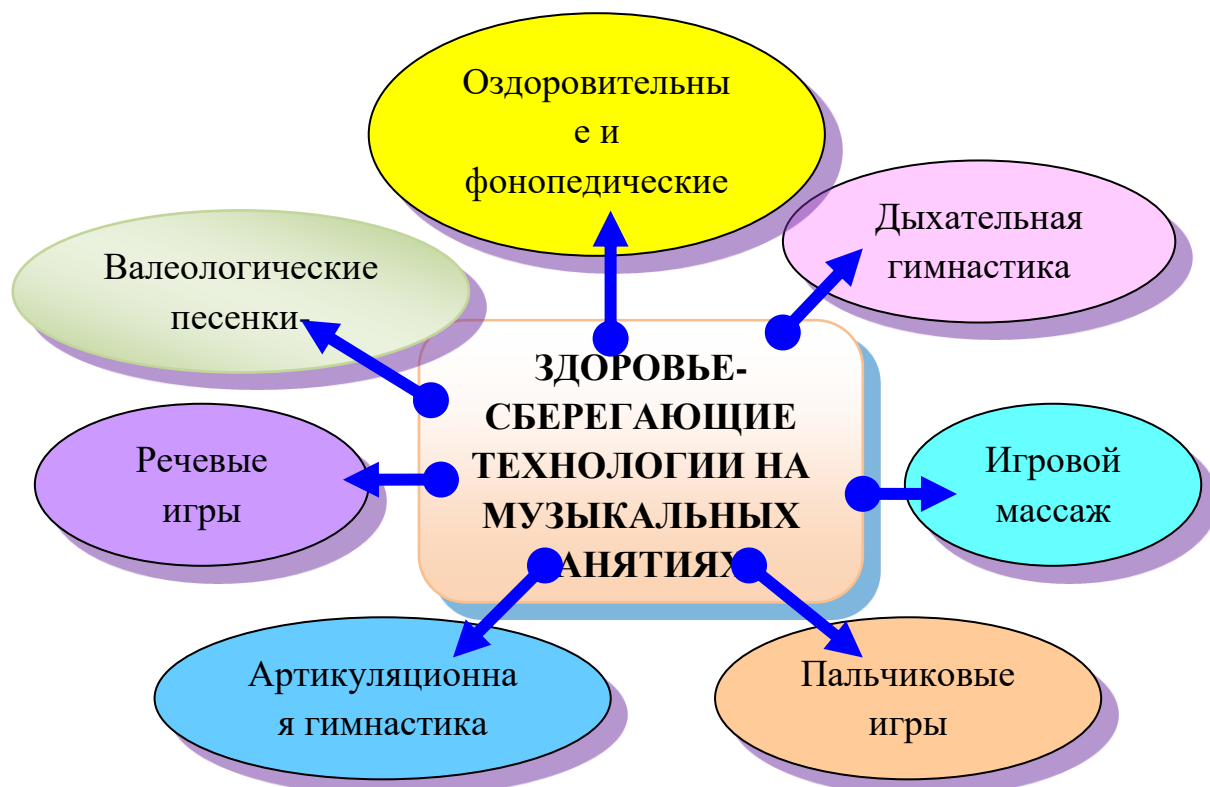 Оздоровительны
е и
фонопедические
Дыхательная
гимнастика
Валеологические
песенки-
ЗДОРОВЬЕ-
СБЕРЕГАЮЩИЕ
ТЕХНОЛОГИИ НА
МУЗЫКАЛЬНЫХ
ЗАНЯТИЯХ
Речевые
игры
Игровой
массаж
Артикуляционна
я гимнастика
Пальчиковые
игры